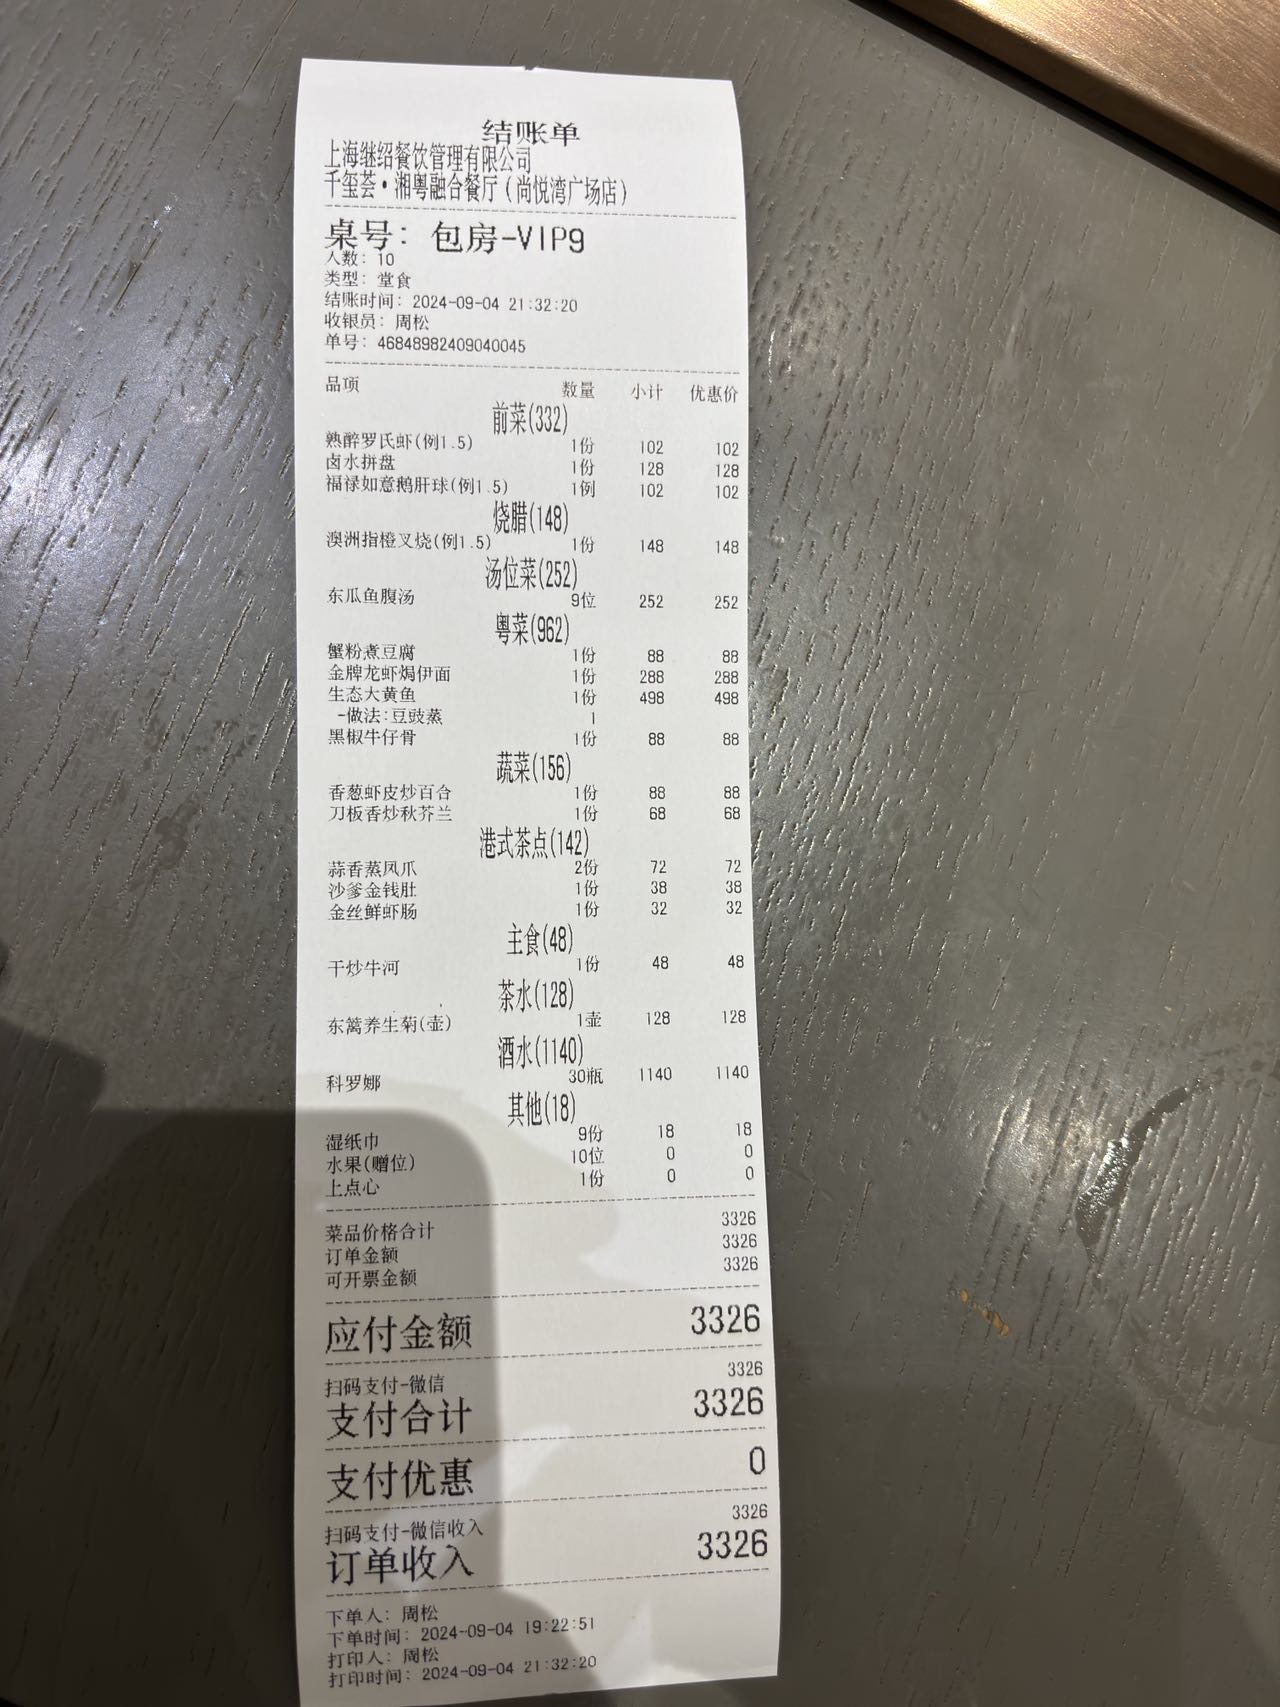 结账单
上海继绍餐饮管理有限公司
千玺荟·湘粤融合餐厅(尚悦湾广场店)
桌号: 包房-VIP9
人数: 10
类型: 堂食
结账时间: 2024-09-04 21:32:20
收银员: 周松
单号: 46848982409040045
品项 数量 小计 优惠价
前菜(332)
熟醉罗氏虾(例1.5) 1份 102 102
卤水拼盘 1份 128 128
福禄如意鹅肝球(例1.5) 1例 102 102
烧腊(148)
澳洲指橙叉烧(例1.5) 1份 148 148
汤位菜(252)
东瓜鱼腹汤 9位 252 252
粤菜(962)
蟹粉煮豆腐 1份 88 88
金牌龙虾焗伊面 1份 288 288
生态大黄鱼 1份 498 498
-做法:豆豉蒸 1
黑椒牛仔骨 1份 88 88
蔬菜(156)
香葱虾皮炒百合 1份 88 88
刀板香炒秋芥兰 1份 68 68
港式茶点(142)
蒜香蒸凤爪 2份 72 72
沙爹金钱肚 1份 38 38
金丝鲜虾肠 1份 32 32
主食(48)
干炒牛河 1份 48 48
茶水(128)
东篱养生菊(壶) 1壶 128 128
酒水(1140)
科罗娜 30瓶 1140 1140
其他(18)
湿纸巾 9份 18 18
水果(赠位) 10位 0 0
上点心 1份 0 0
菜品价格合计 3326
订单金额 3326
可开票金额 3326
应付金额 3326
扫码支付-微信 3326
支付合计 3326
支付优惠 0
扫码支付-微信收入 3326
订单收入 3326
下单人: 周松
下单时间: 2024-09-04 19:22:51
打印人: 周松
打印时间: 2024-09-04 21:32:20